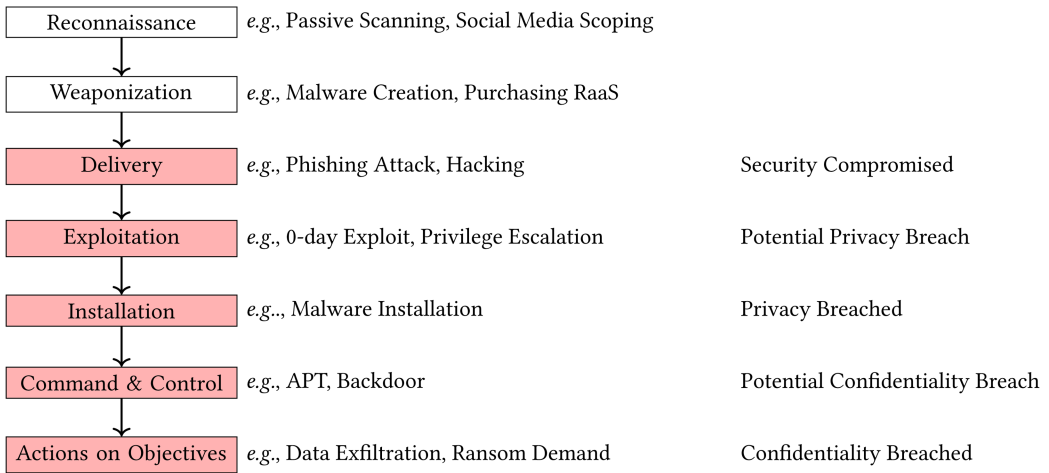 Reconnaissance e.g., Passive Scanning, Social Media Scoping
Weaponization e.g., Malware Creation, Purchasing RaaS
Delivery e.g., Phishing Attack, Hacking Security Compromised
Exploitation e.g., 0-day Exploit, Privilege Escalation Potential Privacy Breach
Installation e.g.., Malware Installation Privacy Breached
Command & Control e.g., APT, Backdoor Potential Confidentiality Breach
Actions on Objectives e.g., Data Exfiltration, Ransom Demand Confidentiality Breached